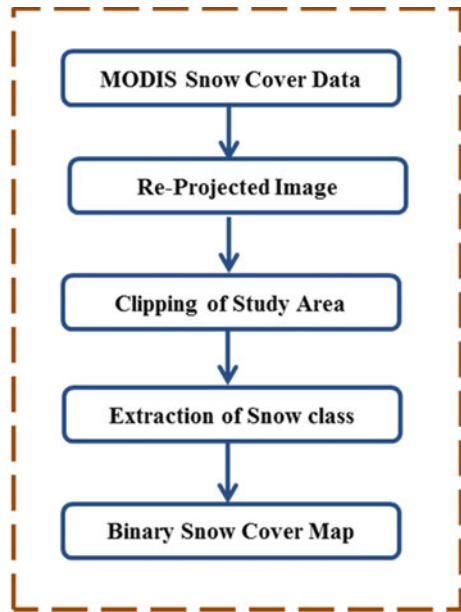 MODIS Snow Cover Data
Re-Projected Image
Clipping of Study Area
Extraction of Snow class
Binary Snow Cover Map